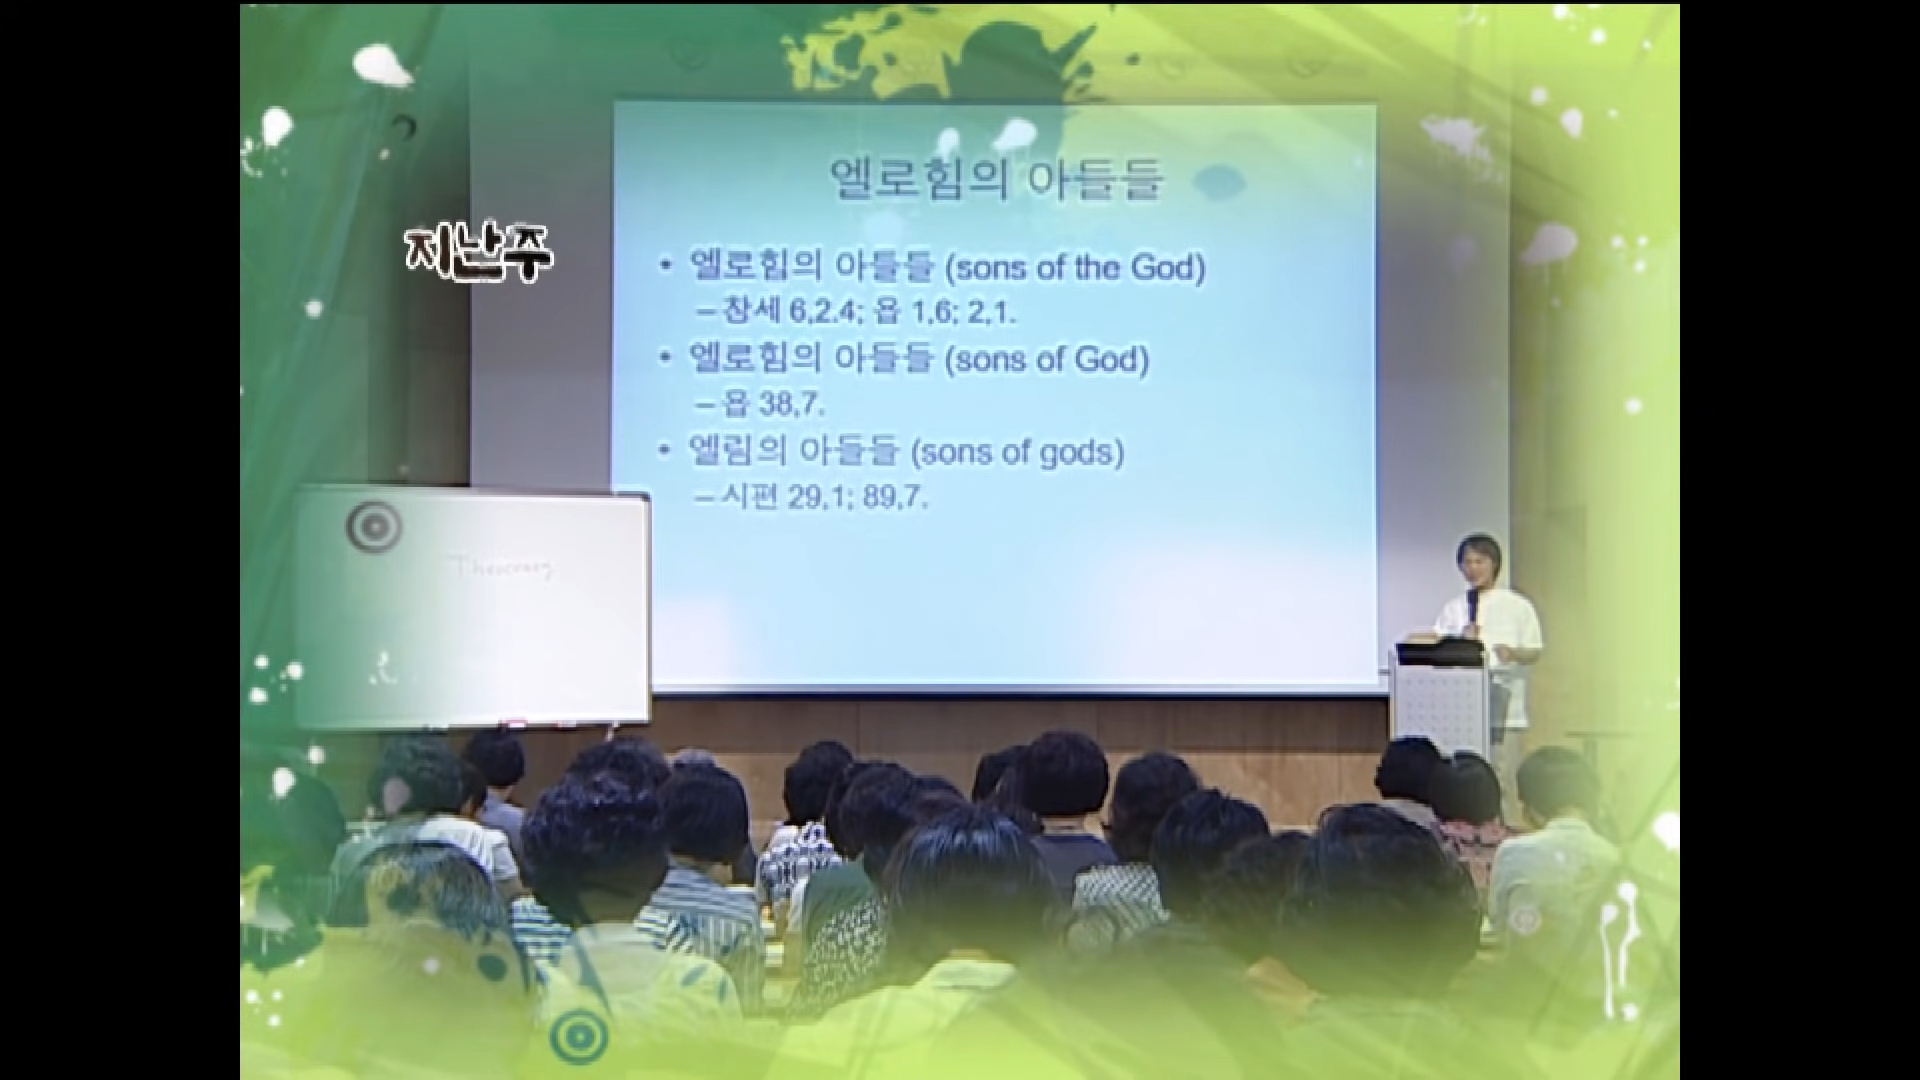 지난주
엘로힘의 아들들
• 엘로힘의 아들들 (sons of the God)
– 창세 6,2.4; 욥 1,6; 2,1.
• 엘로힘의 아들들 (sons of God)
– 욥 38,7.
• 엘림의 아들들 (sons of gods)
– 시편 29,1; 89,7.
Theocracy